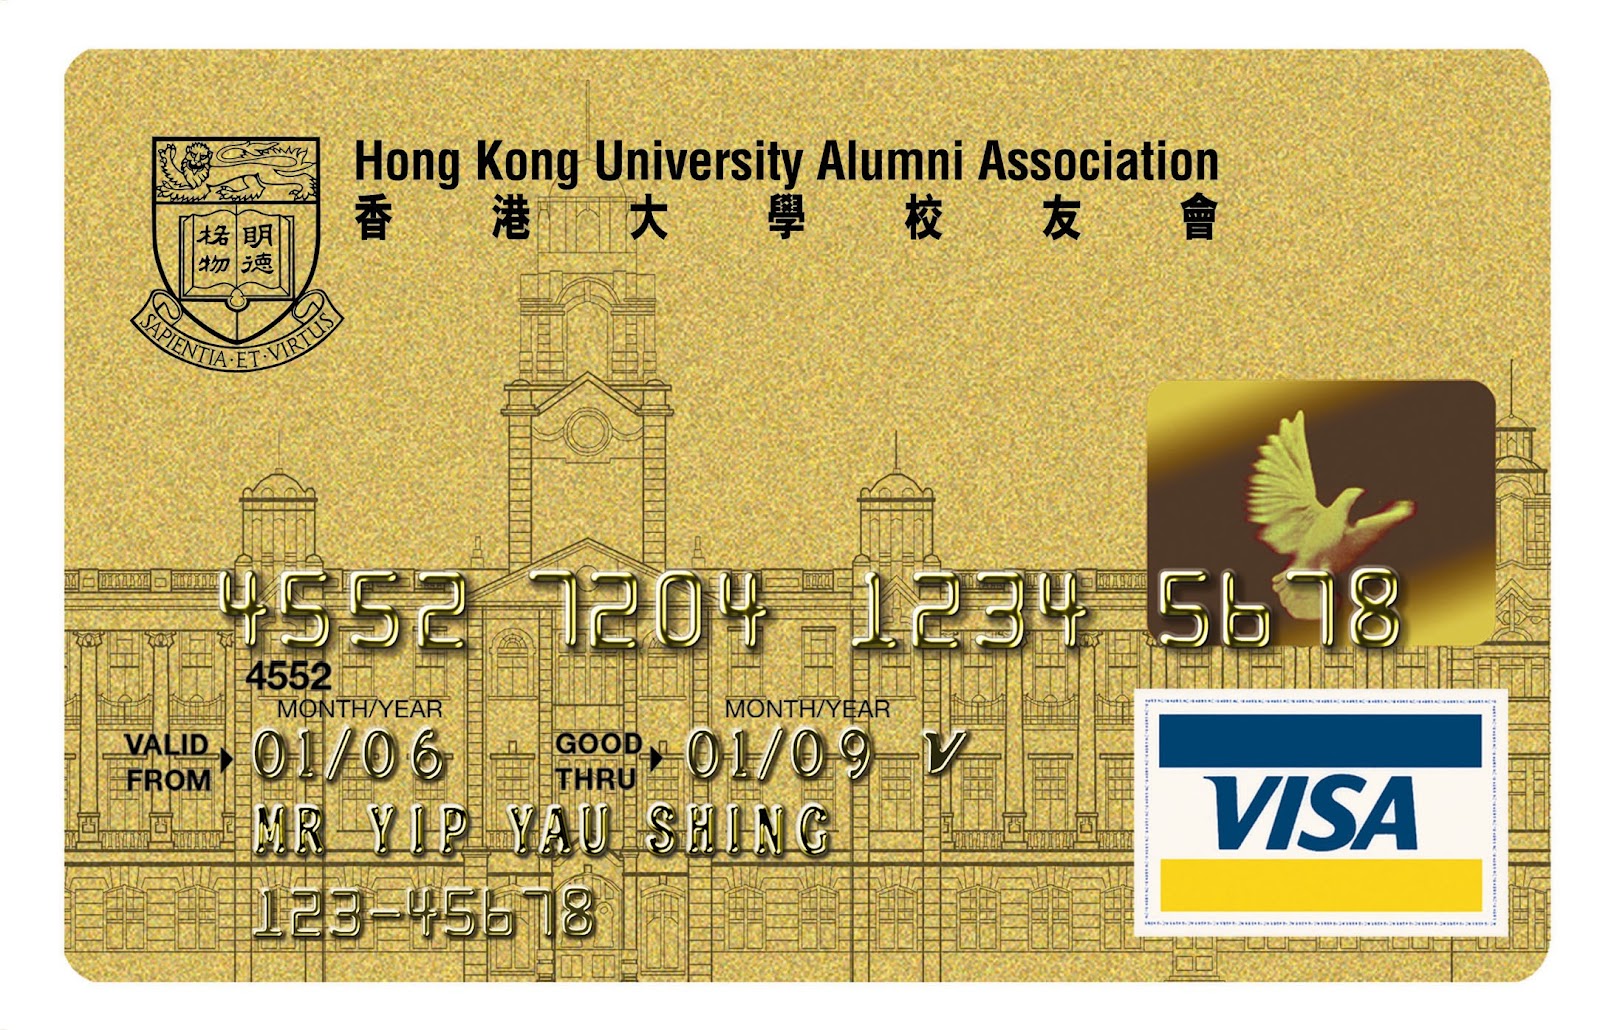 Hong Kong University Alumni Association
香港大學校友會
格物 明德
SAPIENTIA·ET·VIRTUS
4552 7204 1234 5678
4552
MONTH/YEAR MONTH/YEAR
VALID FROM 01/06 GOOD THRU 01/09 V
MR YIP YAU SHING
123-45678
VISA